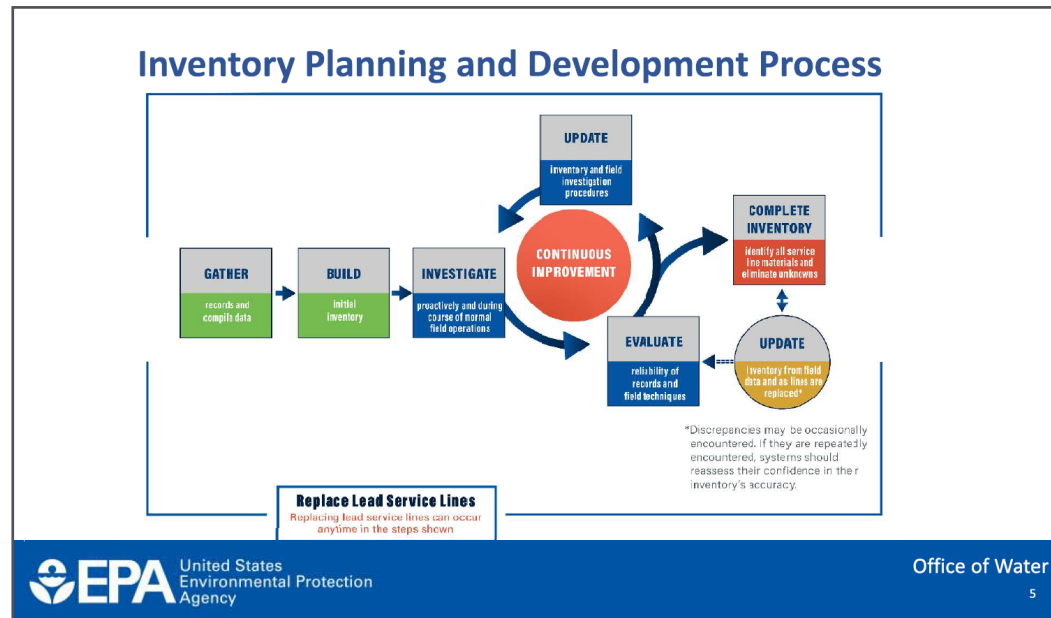 Inventory Planning and Development Process
UPDATE
inventory and field
investigation
procedures
CONTINUOUS
IMPROVEMENT
COMPLETE
INVENTORY
identify all service
line materials and
eliminate unknowns
GATHER
records and
compile data
BUILD
initial
inventory
INVESTIGATE
proactively and during
course of normal
field operations
EVALUATE
reliability of
records and
field techniques
UPDATE
inventory from field
data and as lines are
replaced*
*Discrepancies may be occasionally
encountered. If they are repeatedly
encountered, systems should
reassess their confidence in their
inventory's accuracy.
Replace Lead Service Lines
Replacing lead service lines can occur
anytime in the steps shown
EPA
United States
Environmental Protection
Agency
Office of Water
5